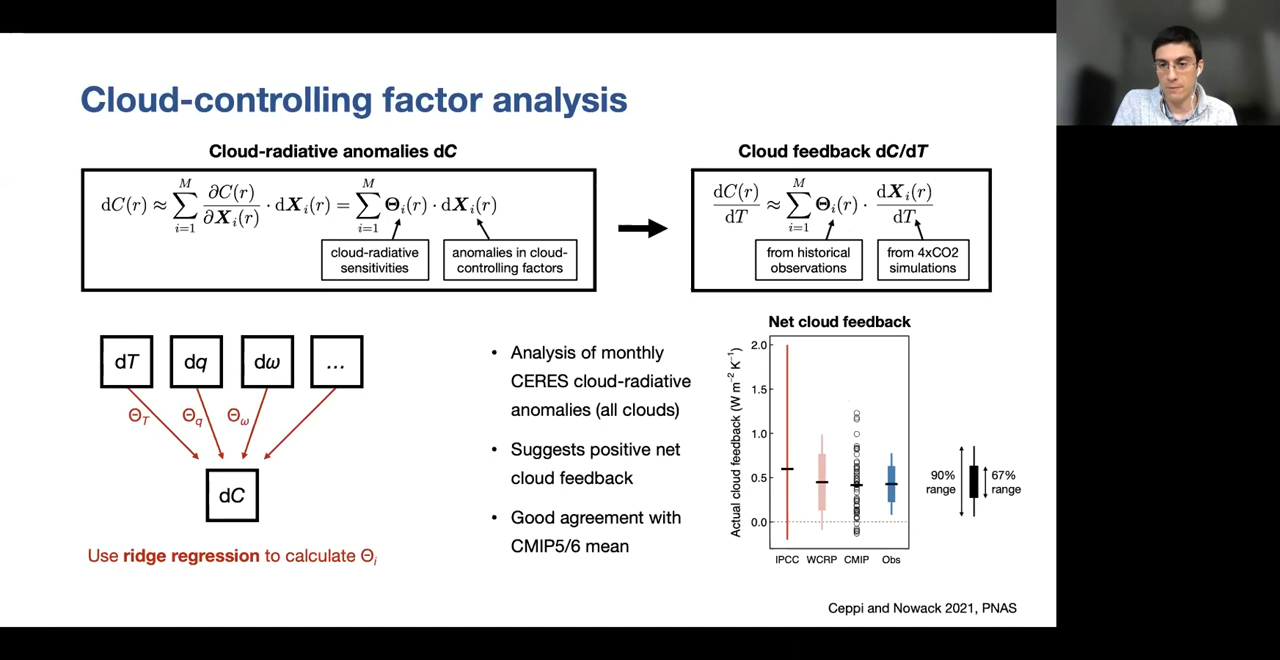 Cloud-controlling factor analysis
Cloud-radiative anomalies dC
dC(r) ≈ ∑_{i=1}^{M} ∂C(r)/∂X_i(r) · dX_i(r) = ∑_{i=1}^{M} Θ_i(r) · dX_i(r)
cloud-radiative
sensitivities
anomalies in cloud-
controlling factors
Cloud feedback dC/dT
dC(r)/dT ≈ ∑_{i=1}^{M} Θ_i(r) · dX_i(r)/dT
from historical
observations
from 4xCO2
simulations
dT
dq
dω
...
Θ_T
Θ_q
Θ_ω
dC
Use ridge regression to calculate Θ_i
• Analysis of monthly
CERES cloud-radiative
anomalies (all clouds)
• Suggests positive net
cloud feedback
• Good agreement with
CMIP5/6 mean
Net cloud feedback
Actual cloud feedback (W m⁻² K⁻¹)
2.0
1.5
1.0
0.5
0.0
IPCC WCRP CMIP Obs
90%
range
67%
range
Ceppi and Nowack 2021, PNAS